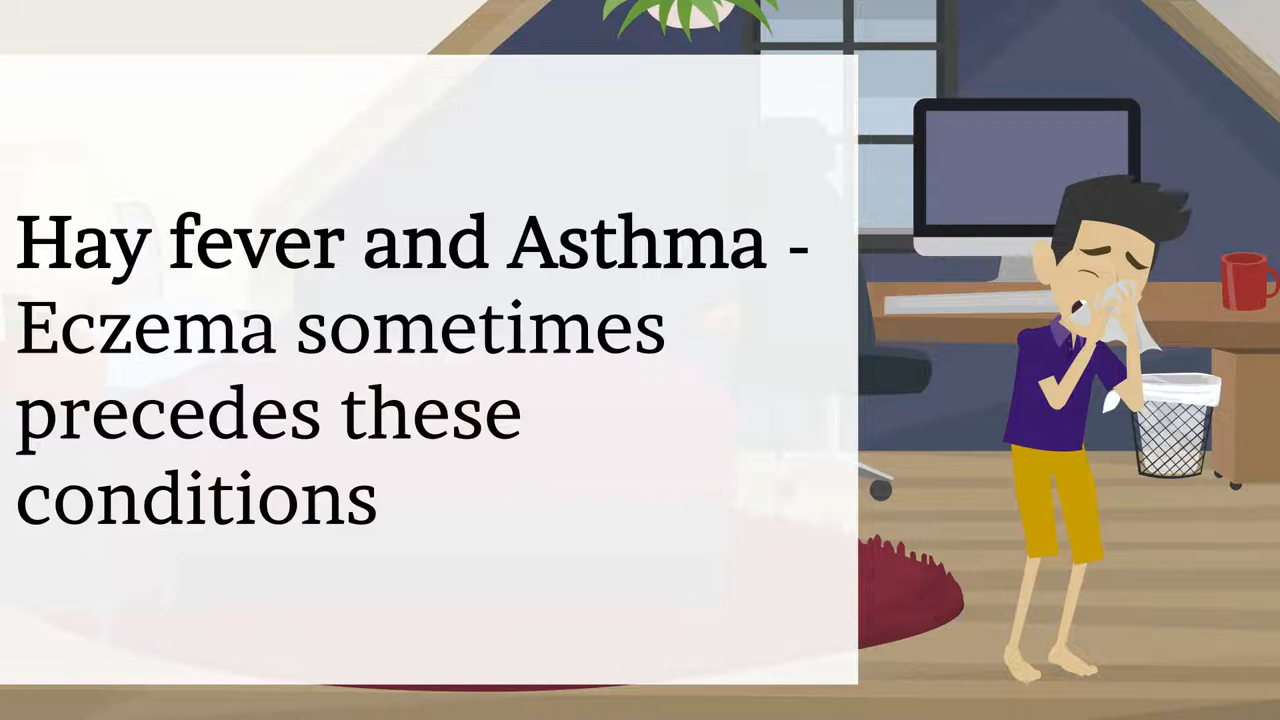 Hay fever and Asthma -
Eczema sometimes
precedes these
conditions